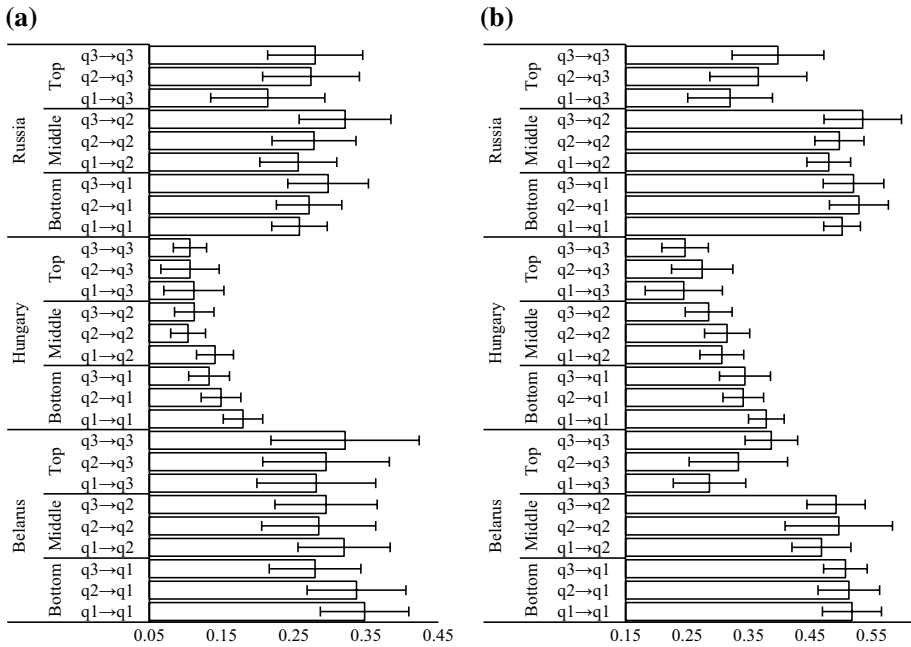 (a)
Russia
Top
q3→q3
q2→q3
q1→q3
Middle
q3→q2
q2→q2
q1→q2
Bottom
q3→q1
q2→q1
q1→q1
Hungary
Top
q3→q3
q2→q3
q1→q3
Middle
q3→q2
q2→q2
q1→q2
Bottom
q3→q1
q2→q1
q1→q1
Belarus
Top
q3→q3
q2→q3
q1→q3
Middle
q3→q2
q2→q2
q1→q2
Bottom
q3→q1
q2→q1
q1→q1
0.05 0.15 0.25 0.35 0.45
(b)
Russia
Top
q3→q3
q2→q3
q1→q3
Middle
q3→q2
q2→q2
q1→q2
Bottom
q3→q1
q2→q1
q1→q1
Hungary
Top
q3→q3
q2→q3
q1→q3
Middle
q3→q2
q2→q2
q1→q2
Bottom
q3→q1
q2→q1
q1→q1
Belarus
Top
q3→q3
q2→q3
q1→q3
Middle
q3→q2
q2→q2
q1→q2
Bottom
q3→q1
q2→q1
q1→q1
0.15 0.25 0.35 0.45 0.55